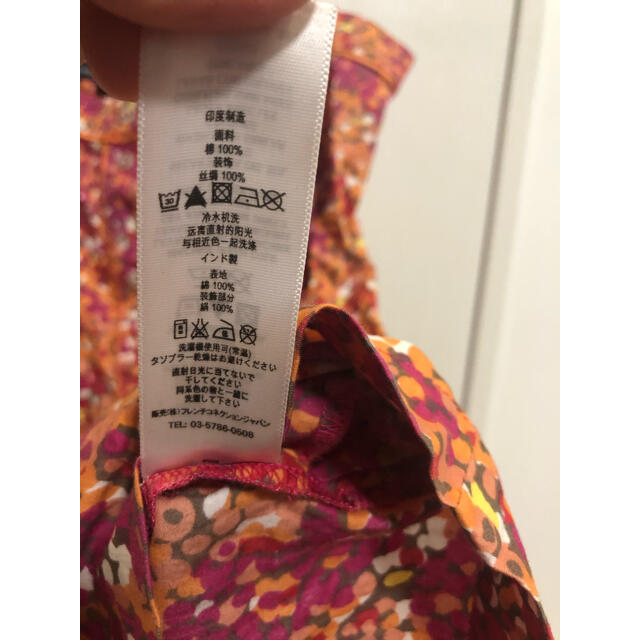 印度制造
面料
棉 100%
装饰
丝绸 100%
30
冷水机洗
远离直射的阳光
与相近色一起洗涤
インド製
表地
綿 100%
装飾部分
絹 100%
洗濯機使用可(常温)
タンブラー乾燥はお避けください
直射日光に当てないで
干してください
同系色の物と一緒に
洗濯して下さい
販売(株)フレンチコネクションジャパン
TEL: 03-5786-0508